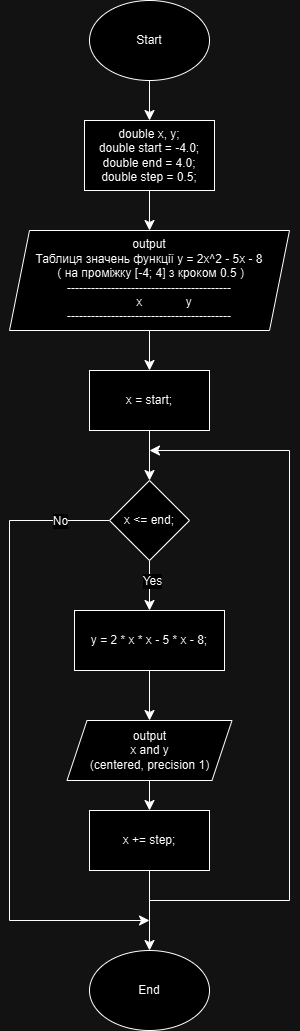 Start
double x, y;
double start = -4.0;
double end = 4.0;
double step = 0.5;
output
Таблиця значень функції y = 2x^2 - 5x - 8
( на проміжку [-4; 4] з кроком 0.5 )
-----------------------------------------
x y
-----------------------------------------
x = start;
x <= end;
No
Yes
y = 2 * x * x - 5 * x - 8;
output
x and y
(centered, precision 1)
x += step;
End